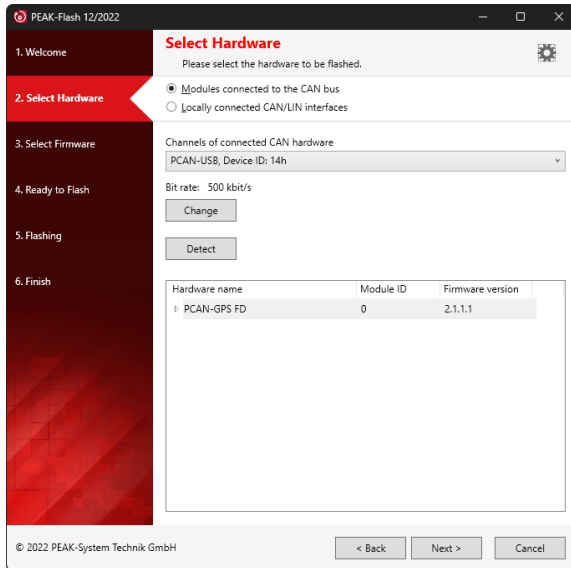 PEAK-Flash 12/2022
1. Welcome
2. Select Hardware
3. Select Firmware
4. Ready to Flash
5. Flashing
6. Finish
Select Hardware
Please select the hardware to be flashed.
Modules connected to the CAN bus
Locally connected CAN/LIN interfaces
Channels of connected CAN hardware
PCAN-USB, Device ID: 14h
Bit rate: 500 kbit/s
Change
Detect
Hardware name Module ID Firmware version
PCAN-GPS FD 0 2.1.1.1
© 2022 PEAK-System Technik GmbH
< Back Next > Cancel